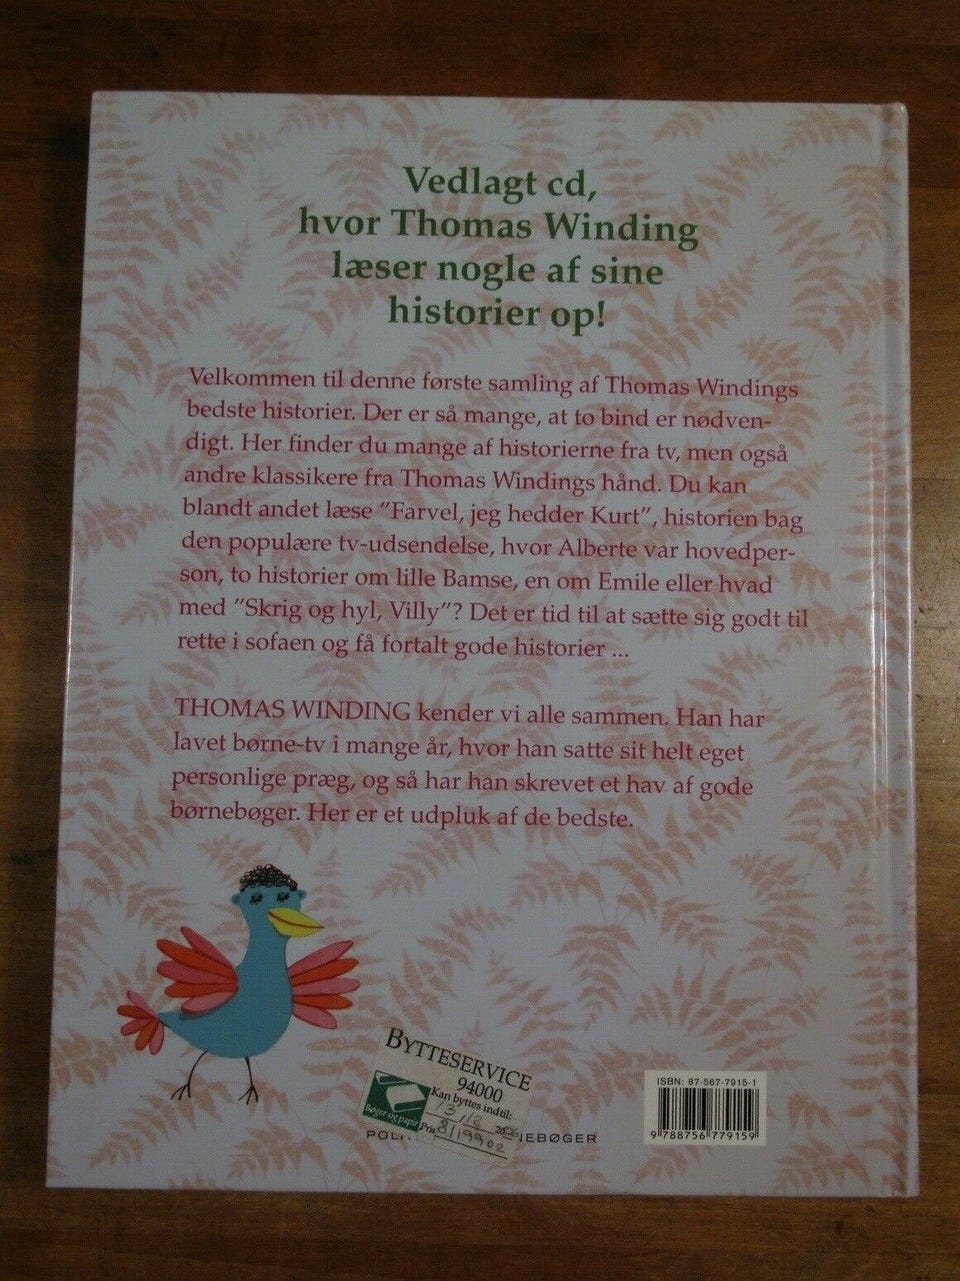 Vedlagt cd,
hvor Thomas Winding
læser nogle af sine
historier op!
Velkommen til denne første samling af Thomas Windings
bedste historier. Der er så mange, at to bind er nødven-
digt. Her finder du mange af historierne fra tv, men også
andre klassikere fra Thomas Windings hånd. Du kan
blandt andet læse ”Farvel, jeg hedder Kurt”, historien bag
den populære tv-udsendelse, hvor Alberte var hovedper-
son, to historier om lille Bamse, en om Emile eller hvad
med ”Skrig og hyl, Villy”? Det er tid til at sætte sig godt til
rette i sofaen og få fortalt gode historier ...
THOMAS WINDING kender vi alle sammen. Han har
lavet børne-tv i mange år, hvor han satte sit helt eget
personlige præg, og så har han skrevet et hav af gode
børnebøger. Her er et udpluk af de bedste.
BYTTESERVICE
94000
Kan byttes indtil:
bøger og papir
Pris
ISBN: 87-567-7915-1
9 788756 779159